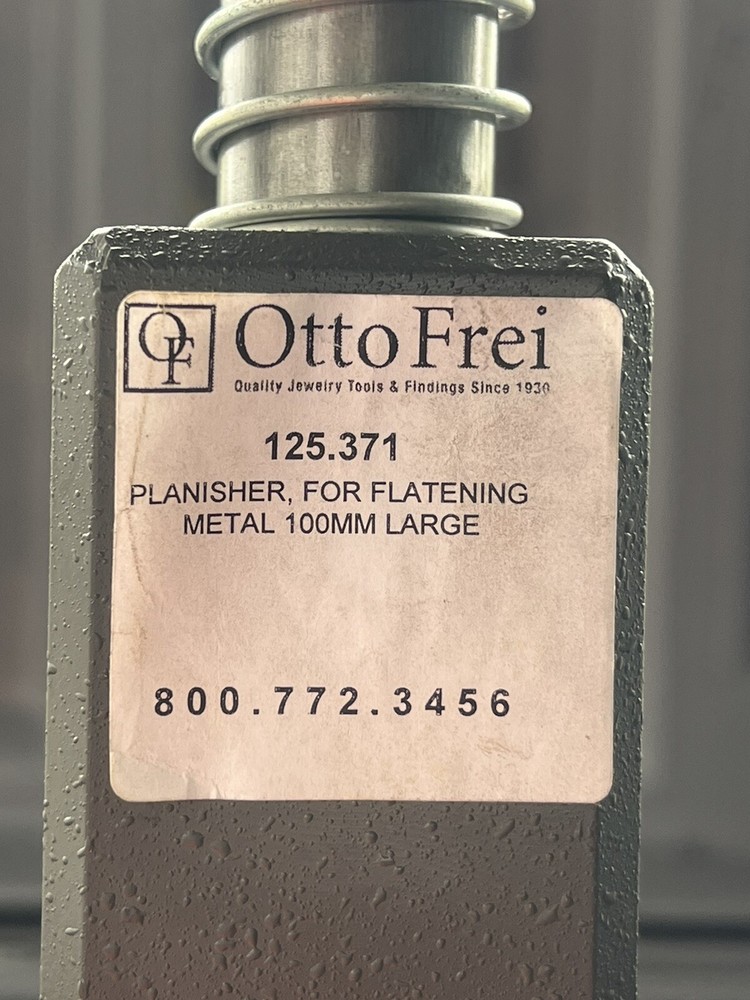 OF
Otto Frei
Quality Jewelry Tools & Findings Since 1930
125.371
PLANISHER, FOR FLATENING
METAL 100MM LARGE
800.772.3456